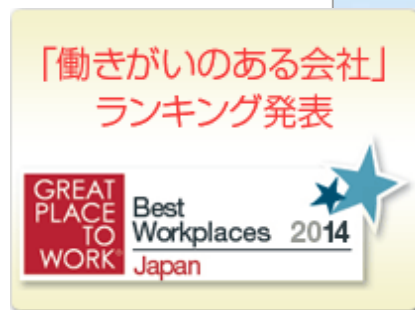 「働きがいのある会社」
ランキング発表
GREAT
PLACE
TO
WORK®
Best
Workplaces 2014
Japan